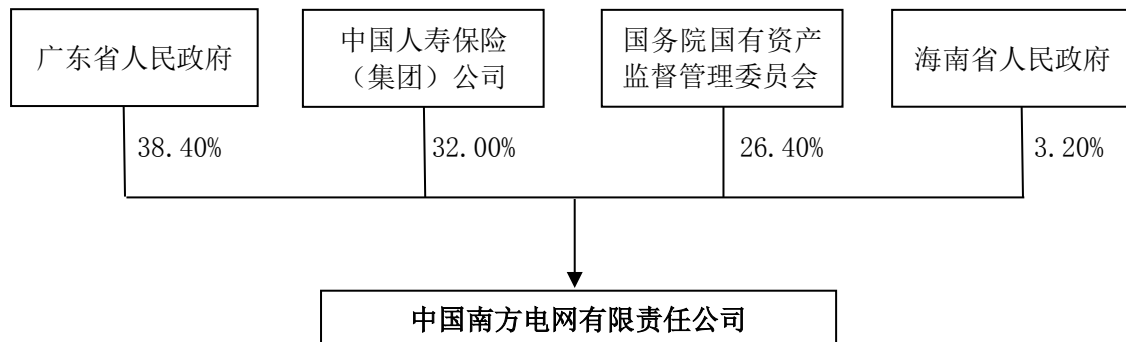 广东省人民政府
中国人寿保险
（集团）公司
国务院国有资产
监督管理委员会
海南省人民政府
38.40%
32.00%
26.40%
3.20%
中国南方电网有限责任公司